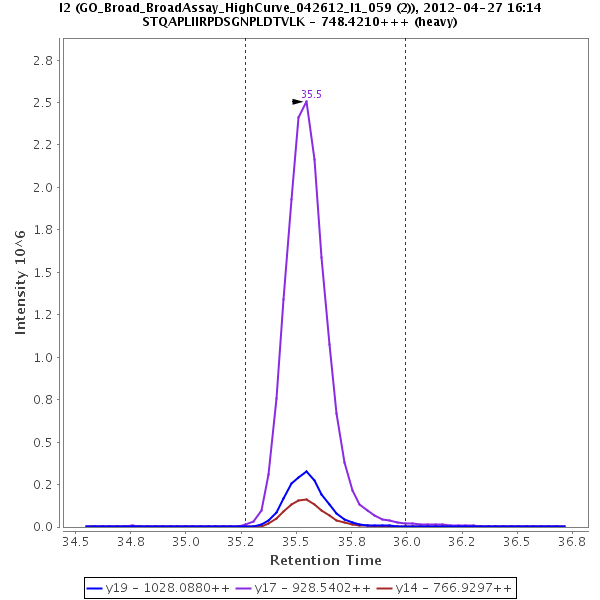 I2 (GO_Broad_BroadAssay_HighCurve_042612_I1_059 (2)), 2012-04-27 16:14
STQAPLIIRPDSGNPLDTVLK - 748.4210+++ (heavy)
35.5
2.8
2.5
2.2
2.0
1.8
1.5
1.2
1.0
0.8
0.5
0.2
0.0
Intensity 10^6
34.5 34.8 35.0 35.2 35.5 35.8 36.0 36.2 36.5 36.8
Retention Time
y19 - 1028.0880++ y17 - 928.5402++ y14 - 766.9297++